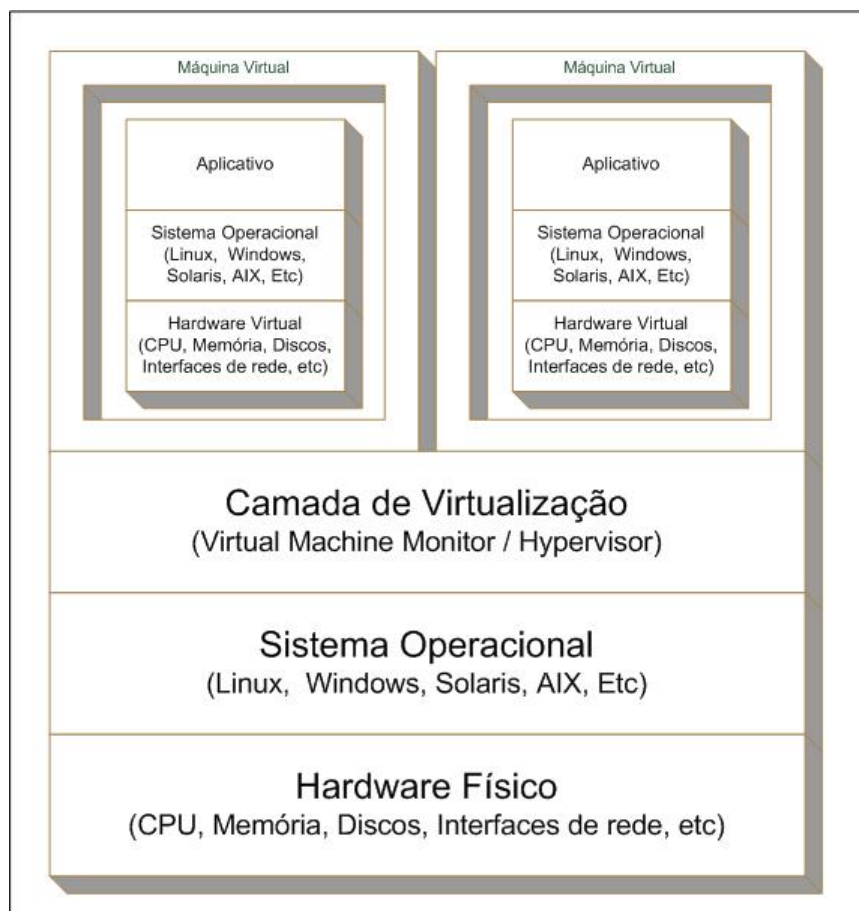 Máquina Virtual
Aplicativo
Sistema Operacional
(Linux, Windows,
Solaris, AIX, Etc)
Hardware Virtual
(CPU, Memória, Discos,
Interfaces de rede, etc)
Máquina Virtual
Aplicativo
Sistema Operacional
(Linux, Windows,
Solaris, AIX, Etc)
Hardware Virtual
(CPU, Memória, Discos,
Interfaces de rede, etc)
Camada de Virtualização
(Virtual Machine Monitor / Hypervisor)
Sistema Operacional
(Linux, Windows, Solaris, AIX, Etc)
Hardware Físico
(CPU, Memória, Discos, Interfaces de rede, etc)